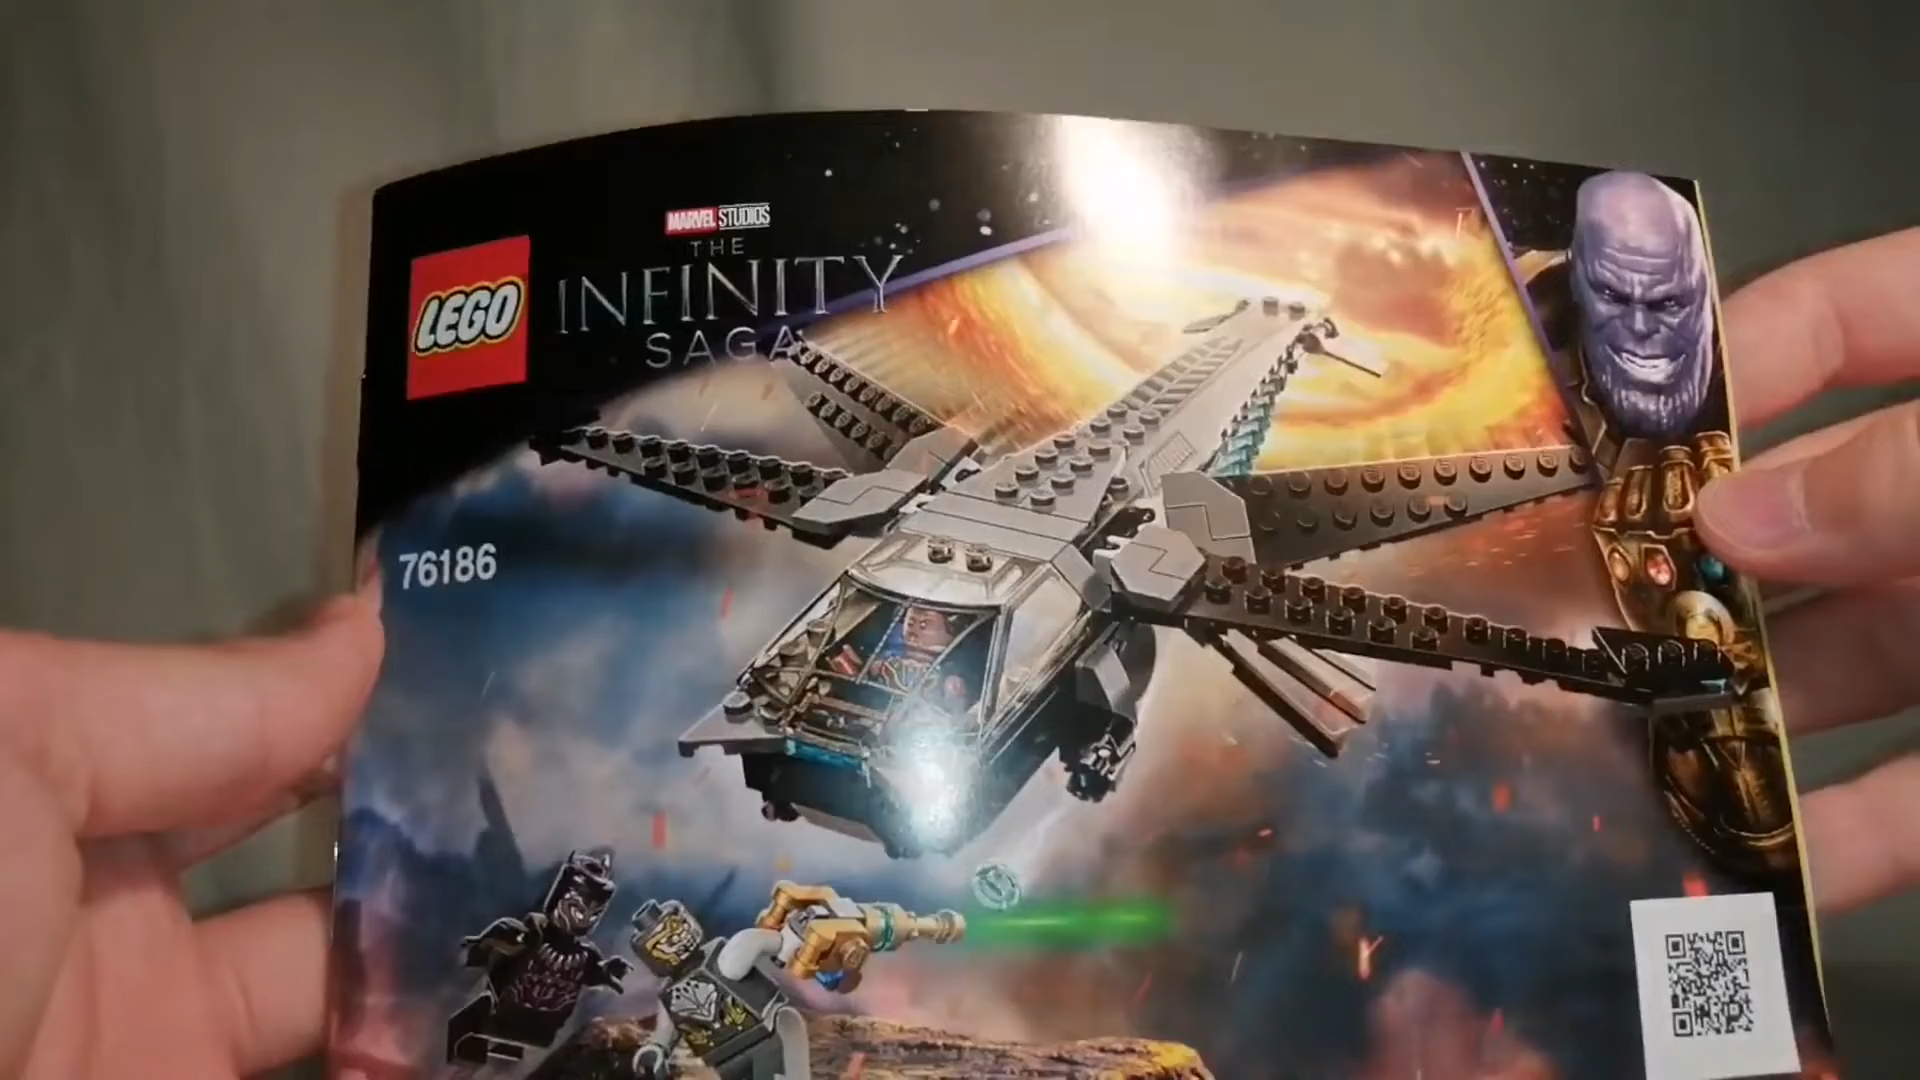 MARVEL STUDIOS
THE
INFINITY
SAGA
LEGO
76186